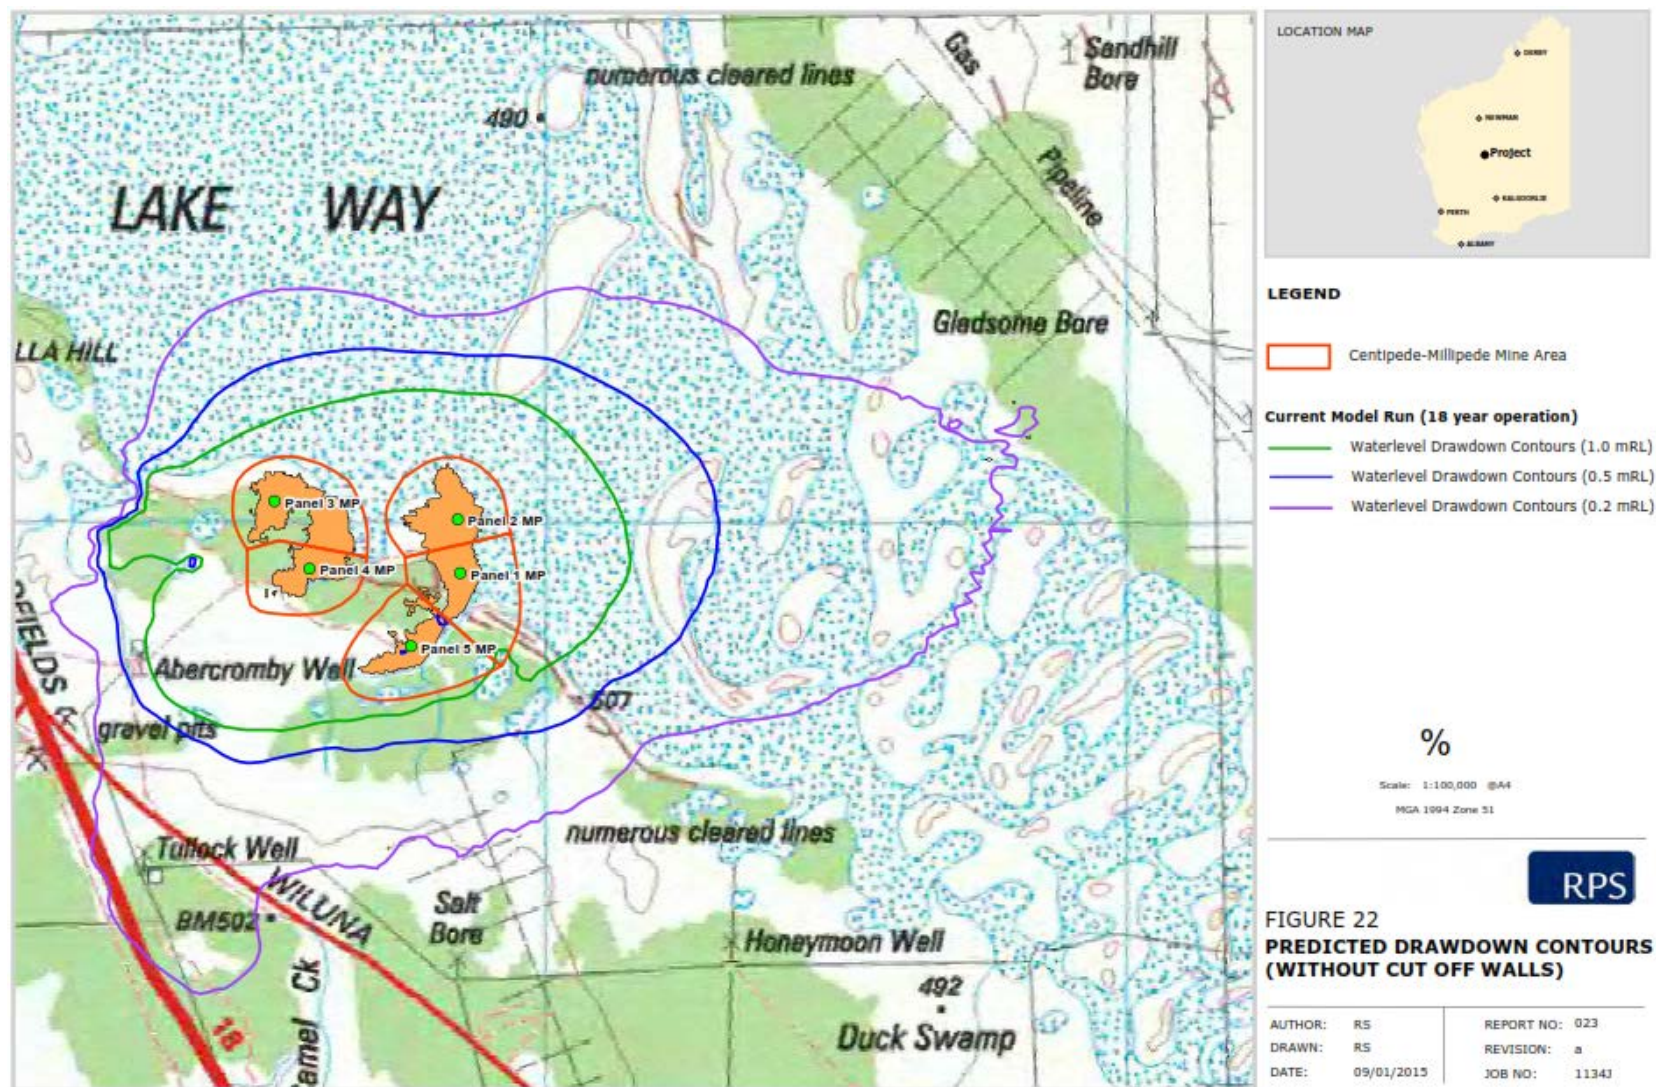 LAKE WAY
numerous cleared lines
490
Gas
Pipeline
Sandhill
Bore
Gladsome Bore
LLA HILL
Panel 3 MP
Panel 2 MP
Panel 4 MP
Panel 1 MP
Panel 5 MP
Abercromby Well
507
gravel pits
Tullock Well
WILUNA
BM502
Salt
Bore
numerous cleared lines
Honeymoon Well
492
Duck Swamp
18
LOCATION MAP
DERBY
NEWMAN
Project
KALGOORLIE
PERTH
ALBANY
LEGEND
Centipede-Millipede Mine Area
Current Model Run (18 year operation)
Waterlevel Drawdown Contours (1.0 mRL)
Waterlevel Drawdown Contours (0.5 mRL)
Waterlevel Drawdown Contours (0.2 mRL)
%
Scale: 1:100,000 @A4
MGA 1994 Zone 51
RPS
FIGURE 22
PREDICTED DRAWDOWN CONTOURS
(WITHOUT CUT OFF WALLS)
AUTHOR: RS REPORT NO: 023
DRAWN: RS REVISION: a
DATE: 09/01/2015 JOB NO: 1134J